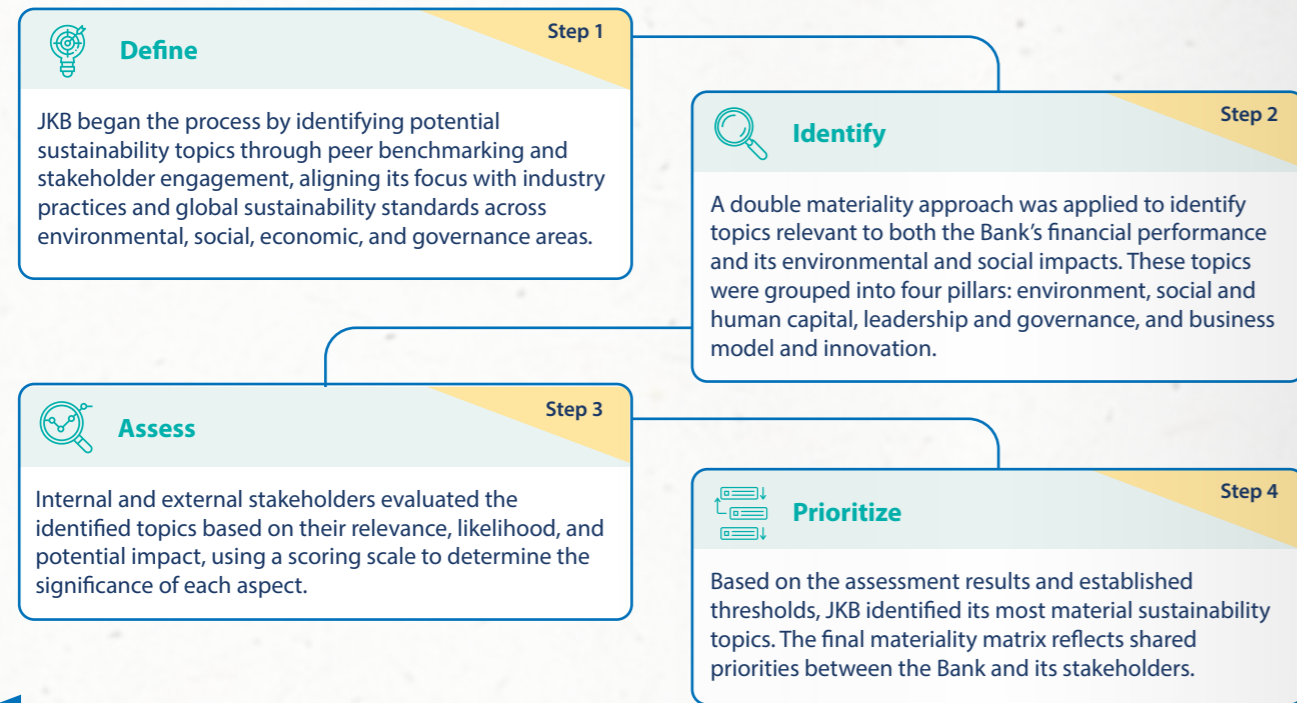 Step 1
Define
JKB began the process by identifying potential
sustainability topics through peer benchmarking and
stakeholder engagement, aligning its focus with industry
practices and global sustainability standards across
environmental, social, economic, and governance areas.
Step 2
Identify
A double materiality approach was applied to identify
topics relevant to both the Bank's financial performance
and its environmental and social impacts. These topics
were grouped into four pillars: environment, social and
human capital, leadership and governance, and business
model and innovation.
Step 3
Assess
Internal and external stakeholders evaluated the
identified topics based on their relevance, likelihood, and
potential impact, using a scoring scale to determine the
significance of each aspect.
Step 4
Prioritize
Based on the assessment results and established
thresholds, JKB identified its most material sustainability
topics. The final materiality matrix reflects shared
priorities between the Bank and its stakeholders.